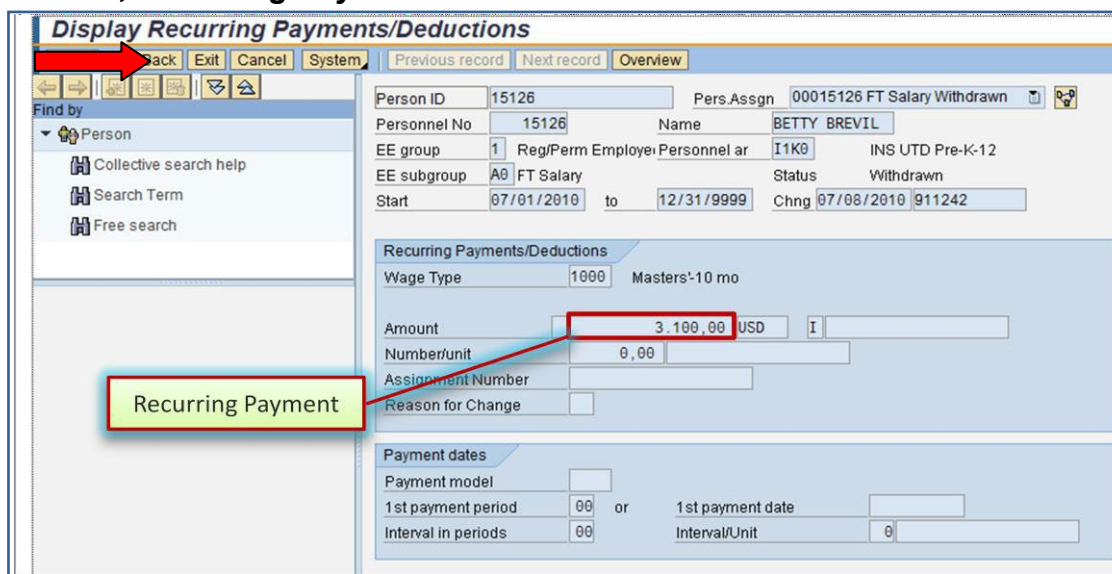 Display Recurring Payments/Deductions
Back Exit Cancel System Previous record Next record Overview
Find by
Person
Collective search help
Search Term
Free search
Person ID 15126 Pers.Assgn 00015126 FT Salary Withdrawn
Personnel No 15126 Name BETTY BREVIL
EE group 1 Reg/Perm Employe Personnel ar I1K0 INS UTD Pre-K-12
EE subgroup A0 FT Salary Status Withdrawn
Start 07/01/2010 to 12/31/9999 Chng 07/08/2010 911242
Recurring Payments/Deductions
Wage Type 1000 Masters'-10 mo
Amount 3.100,00 USD I
Number/unit 0,00
Assignment Number
Reason for Change
Recurring Payment
Payment dates
Payment model
1st payment period 00 or 1st payment date
Interval in periods 00 Interval/Unit 0